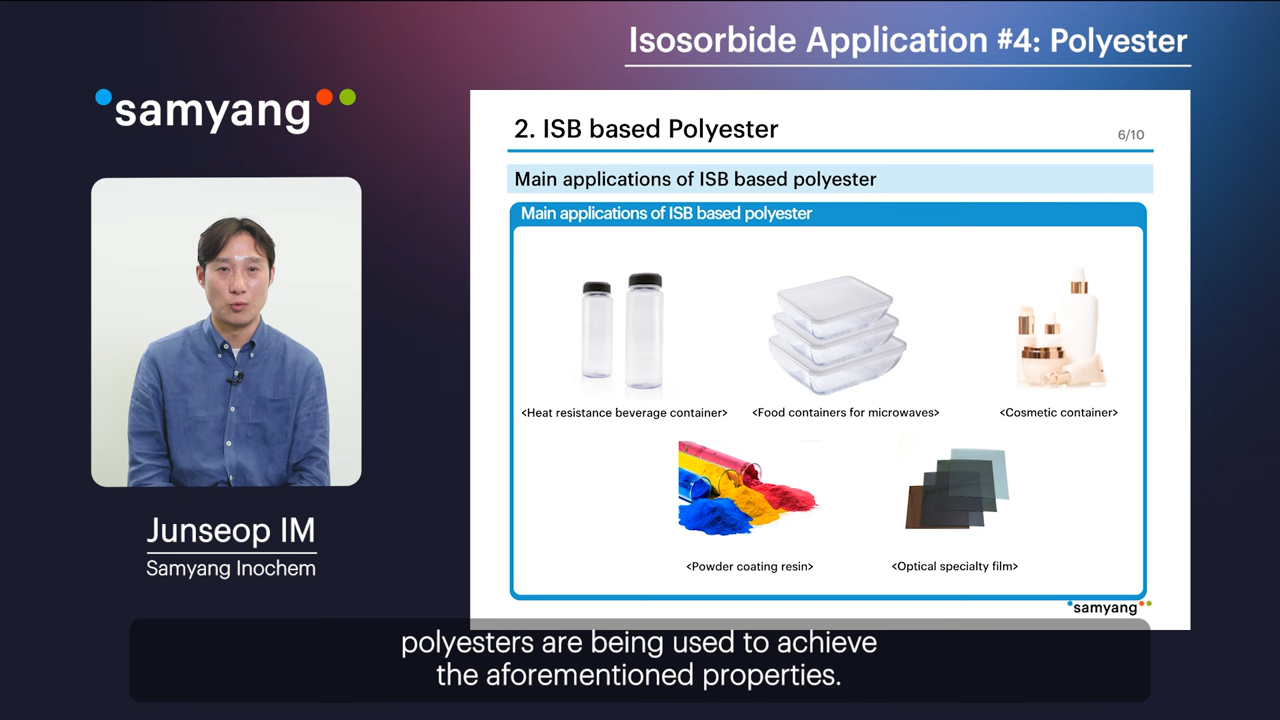 Isosorbide Application #4: Polyester
samyang
2. ISB based Polyester
6/10
Main applications of ISB based polyester
Main applications of ISB based polyester
<Heat resistance beverage container>
<Food containers for microwaves>
<Cosmetic container>
<Powder coating resin>
<Optical specialty film>
samyang
Junseop IM
Samyang Inochem
polyesters are being used to achieve
the aforementioned properties.